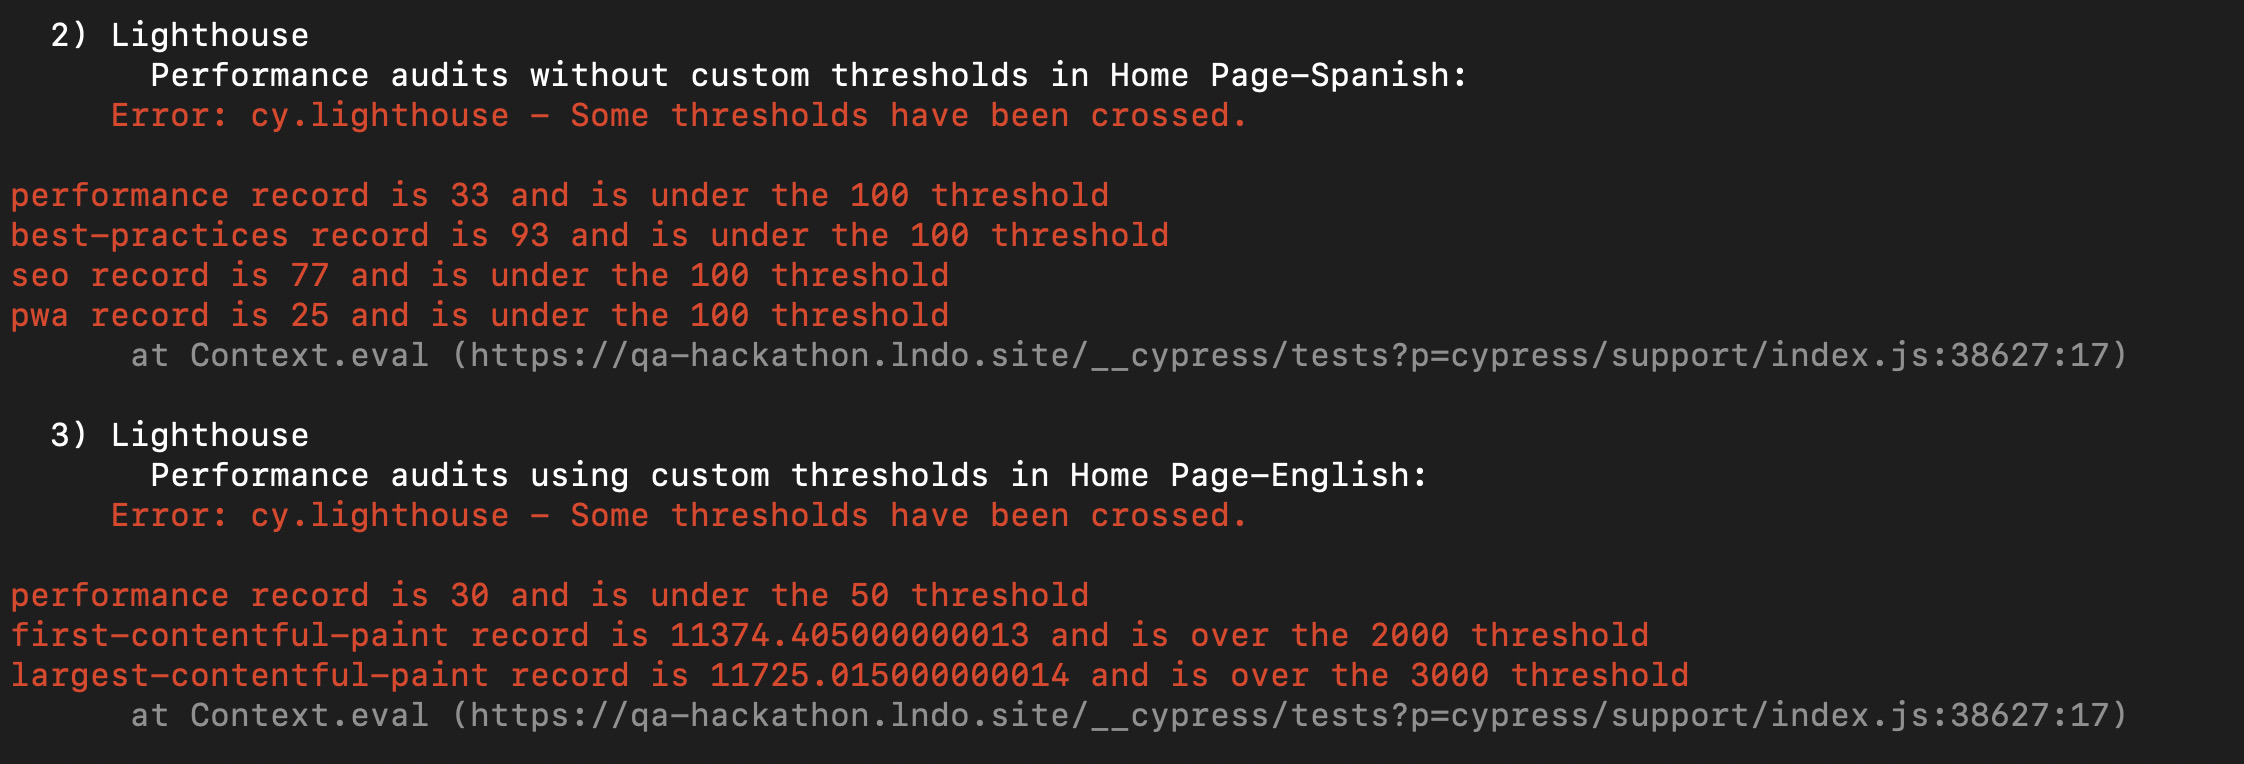 2) Lighthouse
Performance audits without custom thresholds in Home Page-Spanish:
Error: cy.lighthouse - Some thresholds have been crossed.
performance record is 33 and is under the 100 threshold
best-practices record is 93 and is under the 100 threshold
seo record is 77 and is under the 100 threshold
pwa record is 25 and is under the 100 threshold
at Context.eval (https://qa-hackathon.lndo.site/__cypress/tests?p=cypress/support/index.js:38627:17)
3) Lighthouse
Performance audits using custom thresholds in Home Page-English:
Error: cy.lighthouse - Some thresholds have been crossed.
performance record is 30 and is under the 50 threshold
first-contentful-paint record is 11374.405000000013 and is over the 2000 threshold
largest-contentful-paint record is 11725.015000000014 and is over the 3000 threshold
at Context.eval (https://qa-hackathon.lndo.site/__cypress/tests?p=cypress/support/index.js:38627:17)